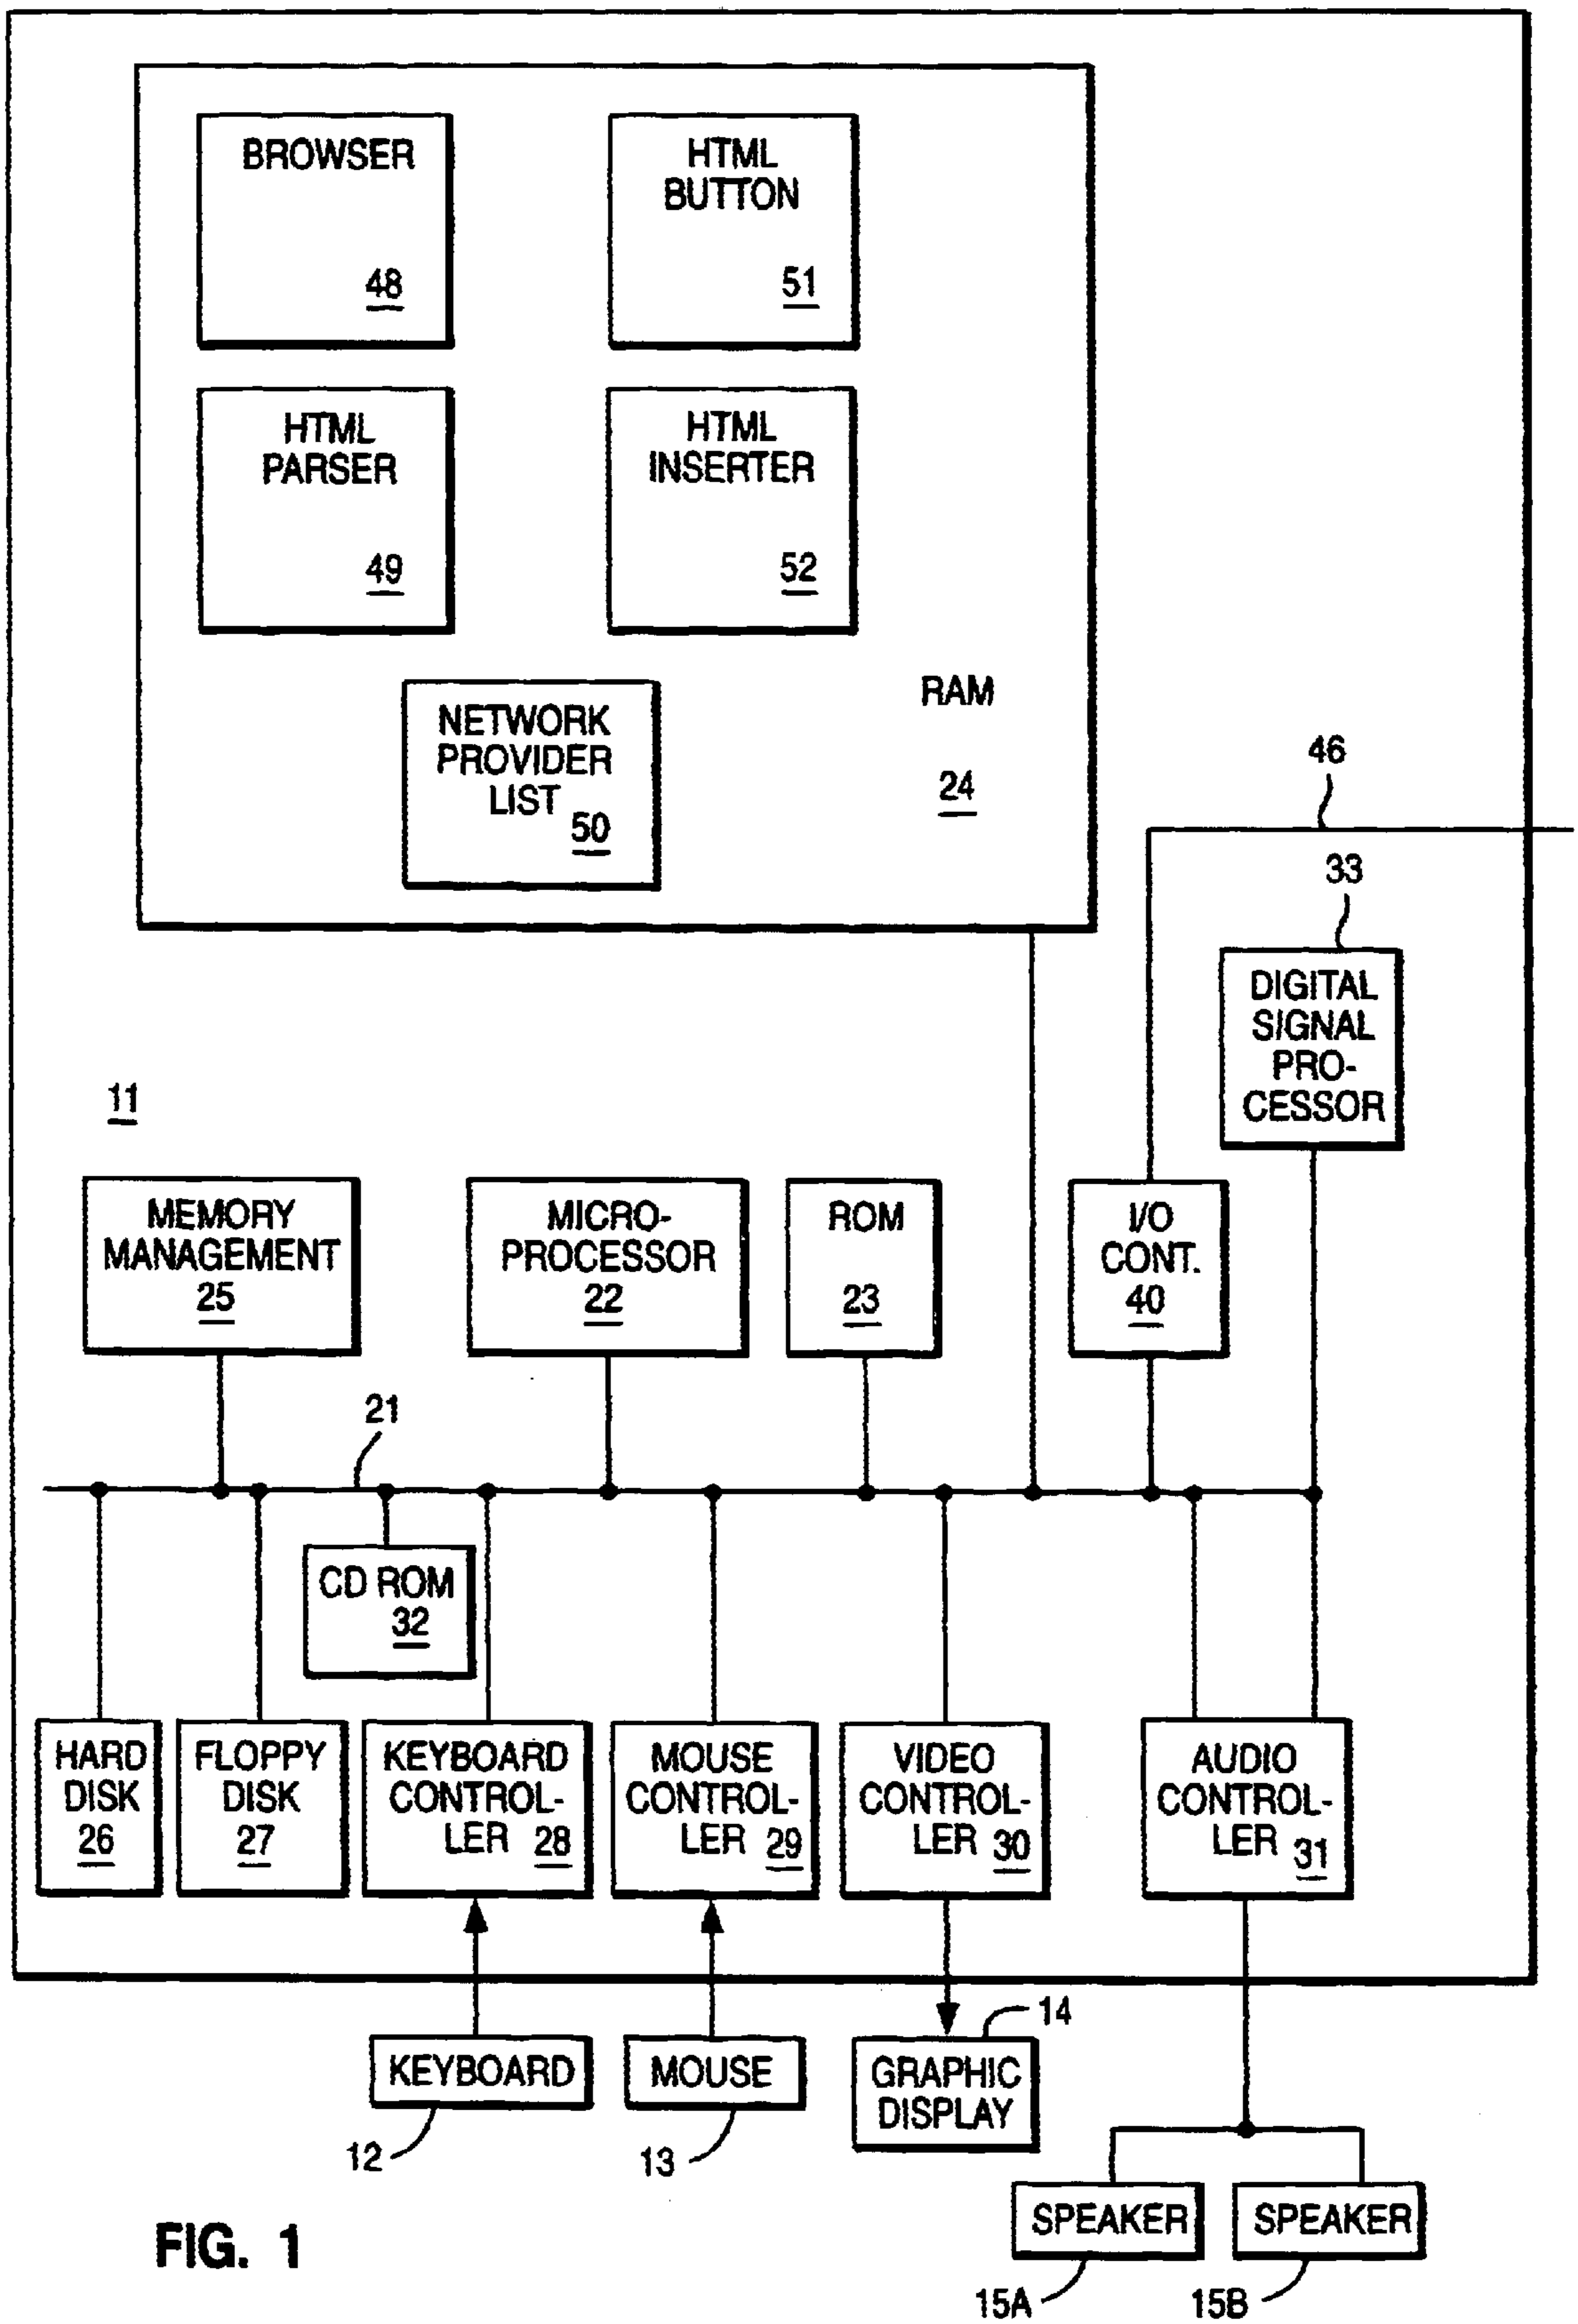 BROWSER
48
HTML
BUTTON
51
HTML
PARSER
49
HTML
INSERTER
52
NETWORK
PROVIDER
LIST
50
RAM
24
46
33
DIGITAL
SIGNAL
PRO-
CESSOR
11
MEMORY
MANAGEMENT
25
MICRO-
PROCESSOR
22
ROM
23
I/O
CONT.
40
21
CD ROM
32
HARD
DISK
26
FLOPPY
DISK
27
KEYBOARD
CONTROL-
LER 28
MOUSE
CONTROL-
LER 29
VIDEO
CONTROL-
LER 30
AUDIO
CONTROL-
LER 31
KEYBOARD
12
MOUSE
13
14
GRAPHIC
DISPLAY
SPEAKER
15A
SPEAKER
15B
FIG. 1